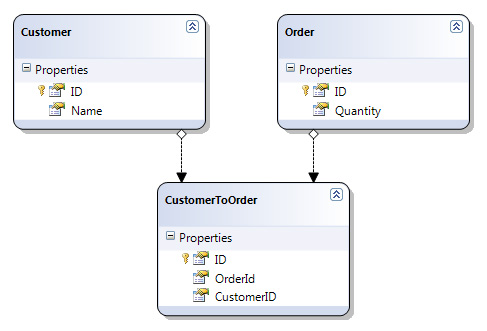 Customer
Properties
ID
Name
Order
Properties
ID
Quantity
CustomerToOrder
Properties
ID
OrderId
CustomerID